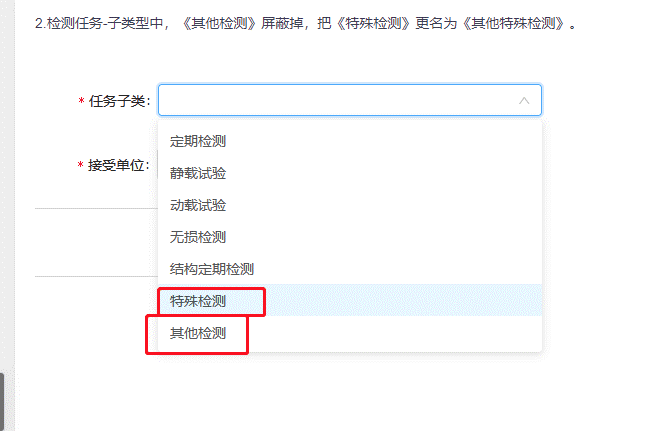 2.检测任务-子类型中，《其他检测》屏蔽掉，把《特殊检测》更名为《其他特殊检测》。
* 任务子类：
定期检测
* 接受单位：
静载试验
动载试验
无损检测
结构定期检测
特殊检测
其他检测